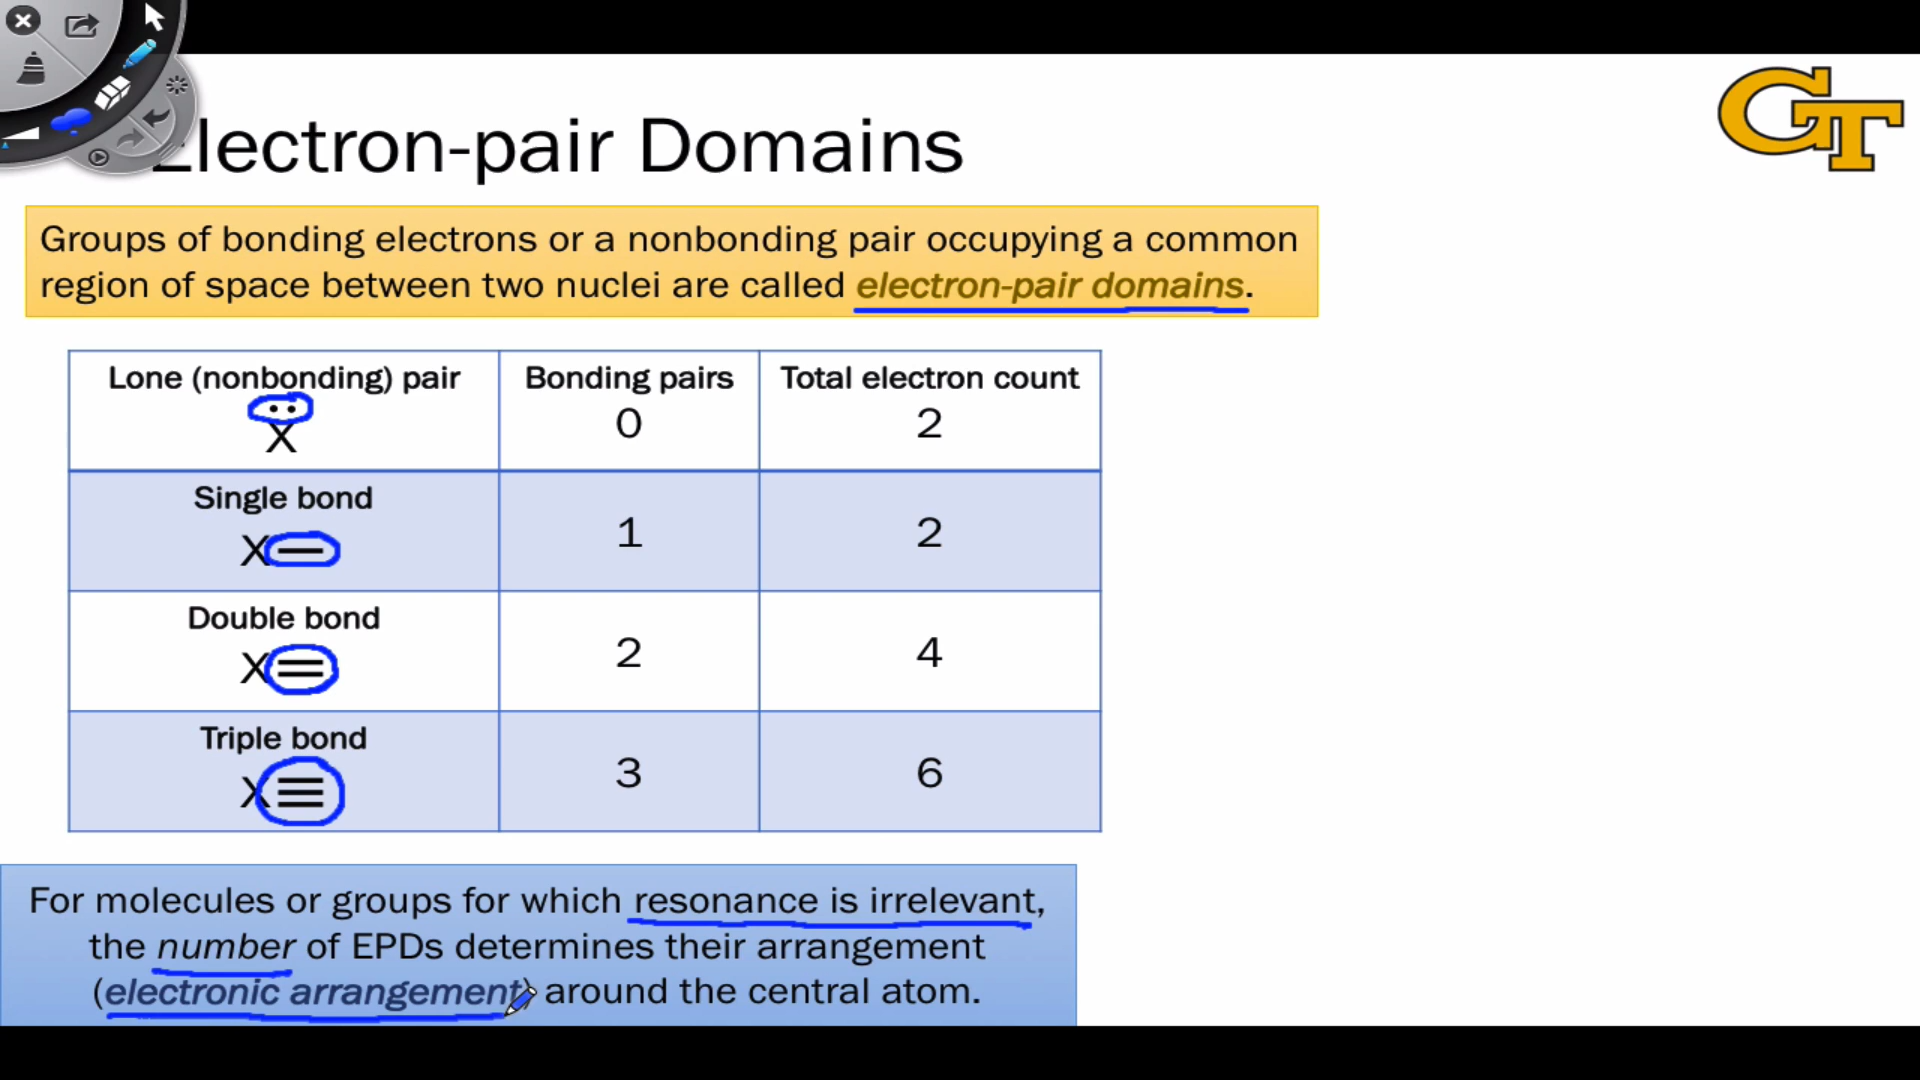 Electron-pair Domains
GT
Groups of bonding electrons or a nonbonding pair occupying a common
region of space between two nuclei are called electron-pair domains.
Lone (nonbonding) pair Bonding pairs Total electron count
X 0 2
Single bond
X— 1 2
Double bond
X= 2 4
Triple bond
X≡ 3 6
For molecules or groups for which resonance is irrelevant,
the number of EPDs determines their arrangement
(electronic arrangement) around the central atom.